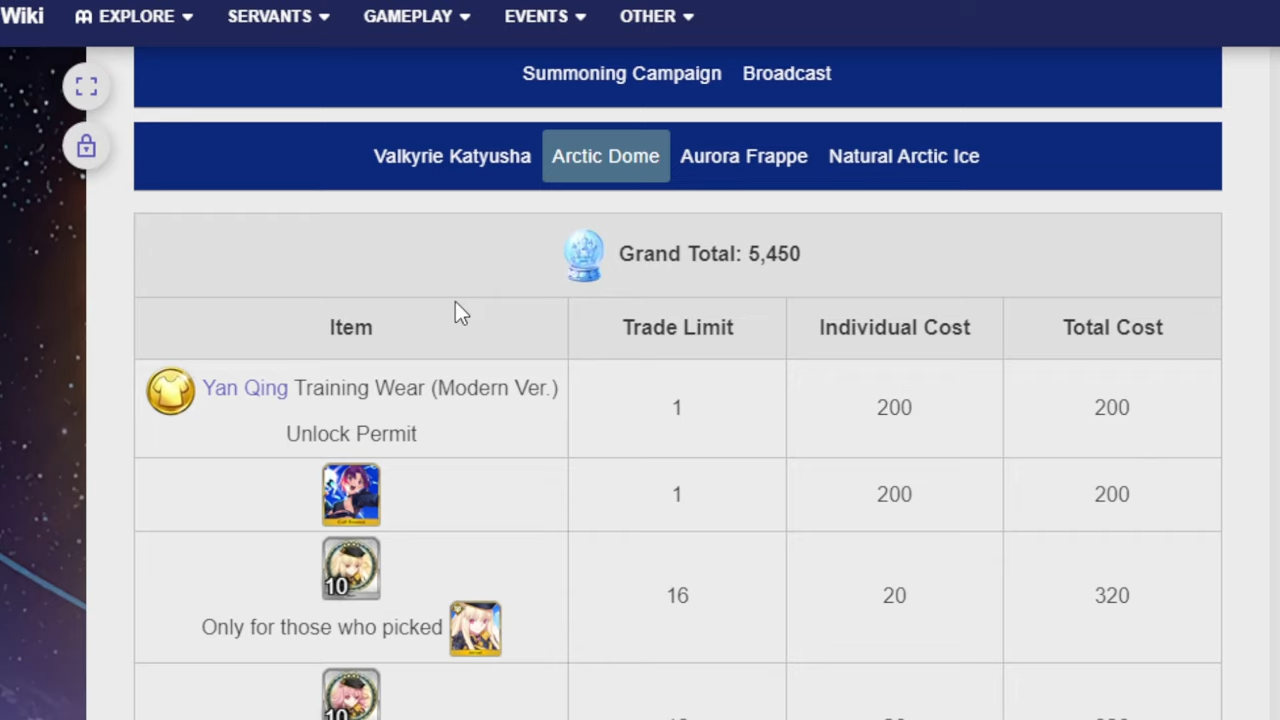 Wiki EXPLORE SERVANTS GAMEPLAY EVENTS OTHER
Summoning Campaign Broadcast
Valkyrie Katyusha Arctic Dome Aurora Frappe Natural Arctic Ice
Grand Total: 5,450
Item Trade Limit Individual Cost Total Cost
Yan Qing Training Wear (Modern Ver.)
Unlock Permit
1 200 200
1 200 200
10
16 20 320
Only for those who picked
10